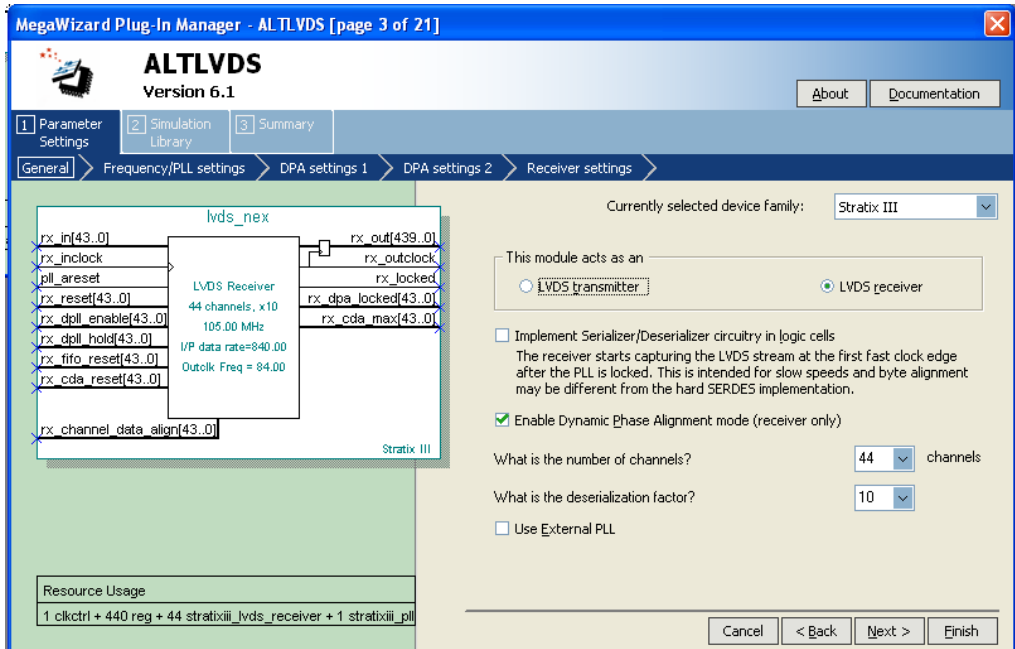 MegaWizard Plug-In Manager - ALTLVDS [page 3 of 21]
ALTLVDS
Version 6.1
About
Documentation
1 Parameter Settings
2 Simulation Library
3 Summary
General
Frequency/PLL settings
DPA settings 1
DPA settings 2
Receiver settings
lvds_nex
rx_in[43..0]
rx_inclock
pll_areset
rx_reset[43..0]
rx_dpll_enable[43..0]
rx_dpll_hold[43..0]
rx_fifo_reset[43..0]
rx_cda_reset[43..0]
rx_channel_data_align[43..0]
LVDS Receiver
44 channels, x10
105.00 MHz
I/P data rate=840.00
Outclk Freq = 84.00
rx_out[439..0]
rx_outclock
rx_locked
rx_dpa_locked[43..0]
rx_cda_max[43..0]
Stratix III
Resource Usage
1 clkctrl + 440 reg + 44 stratixiii_lvds_receiver + 1 stratixiii_pll
Currently selected device family:
Stratix III
This module acts as an
LVDS transmitter
LVDS receiver
Implement Serializer/Deserializer circuitry in logic cells
The receiver starts capturing the LVDS stream at the first fast clock edge
after the PLL is locked. This is intended for slow speeds and byte alignment
may be different from the hard SERDES implementation.
Enable Dynamic Phase Alignment mode (receiver only)
What is the number of channels?
44
channels
What is the deserialization factor?
10
Use External PLL
Cancel
< Back
Next >
Finish